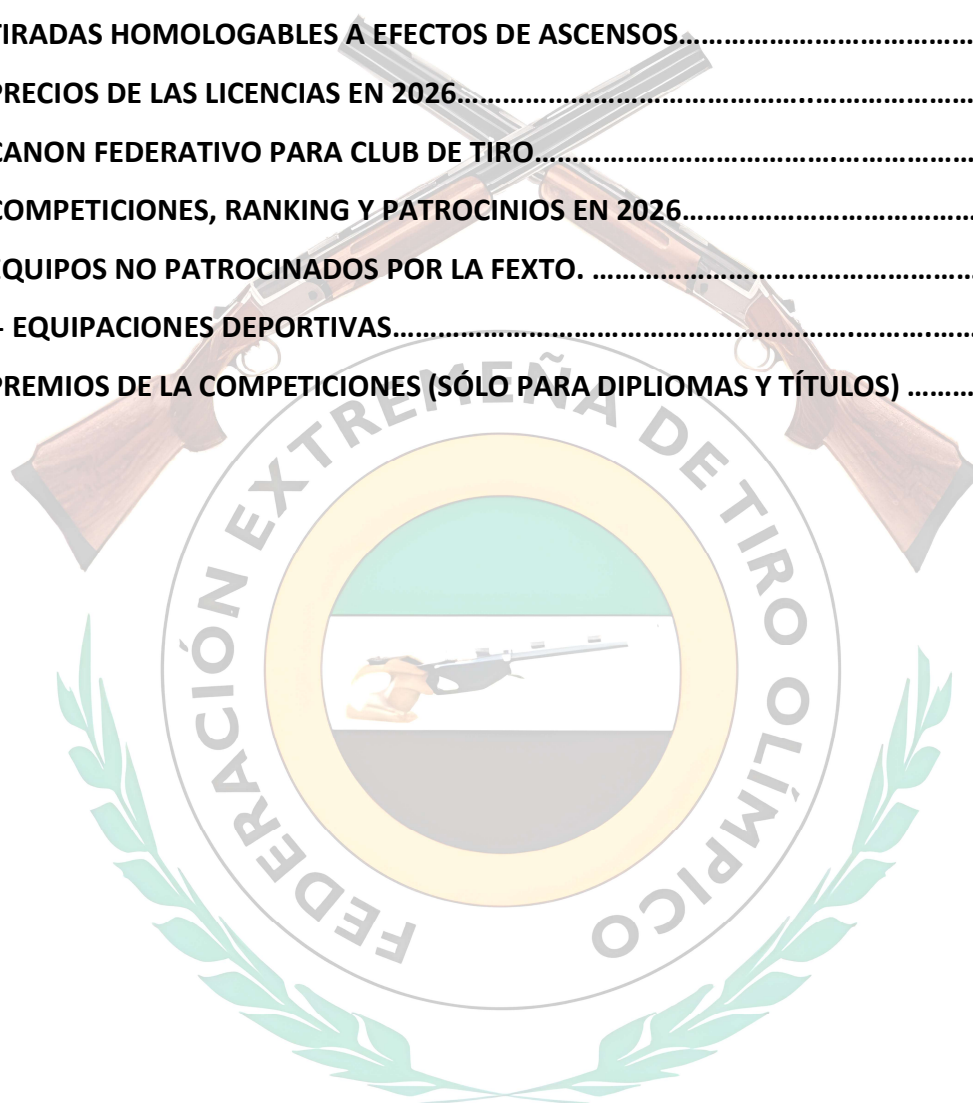 TIRADAS HOMOLOGABLES A EFECTOS DE ASCENSOS……………………………………
PRECIOS DE LAS LICENCIAS EN 2026………………………………………..……………………
CANON FEDERATIVO PARA CLUB DE TIRO……………………………………….……………
COMPETICIONES, RANKING Y PATROCINIOS EN 2026……………………………………
EQUIPOS NO PATROCINADOS POR LA FEXTO. ………………………………………………
- EQUIPACIONES DEPORTIVAS……………………………………………………….………….……
PREMIOS DE LA COMPETICIONES (SÓLO PARA DIPLIOMAS Y TÍTULOS) ………
FEDERACIÓN EXTREMEÑA DE TIRO OLÍMPICO